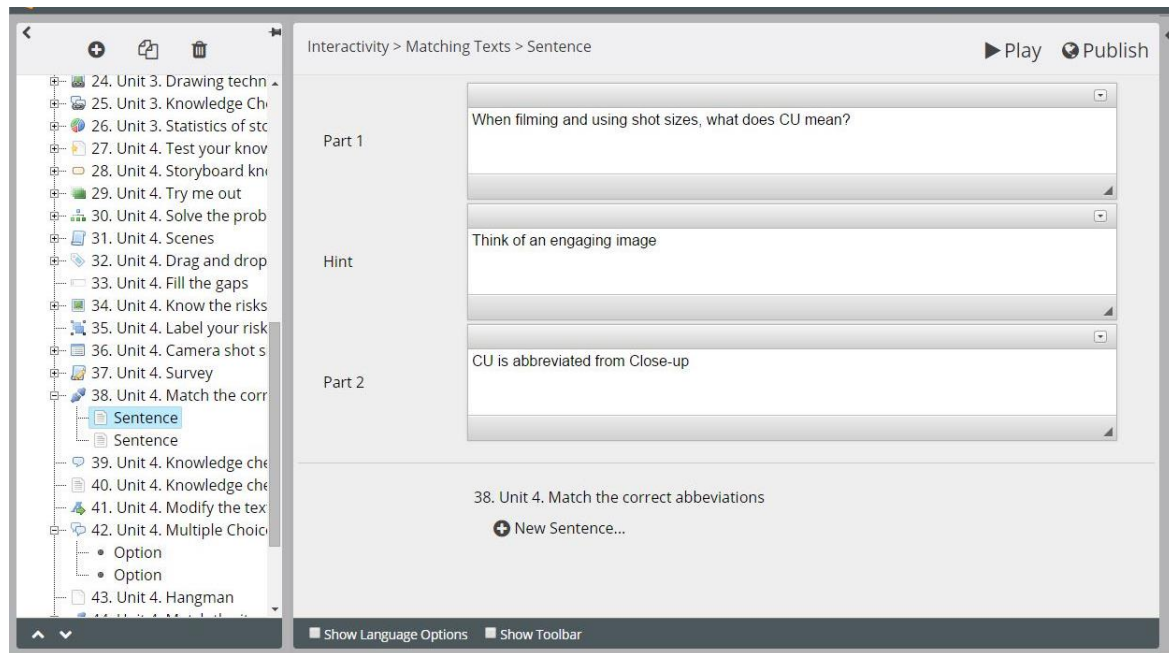 Interactivity > Matching Texts > Sentence
Play
Publish
24. Unit 3. Drawing techn
25. Unit 3. Knowledge Che
26. Unit 3. Statistics of sto
27. Unit 4. Test your know
28. Unit 4. Storyboard kno
29. Unit 4. Try me out
30. Unit 4. Solve the prob
31. Unit 4. Scenes
32. Unit 4. Drag and drop
33. Unit 4. Fill the gaps
34. Unit 4. Know the risks
35. Unit 4. Label your risk
36. Unit 4. Camera shot s
37. Unit 4. Survey
38. Unit 4. Match the corr
Sentence
Sentence
39. Unit 4. Knowledge che
40. Unit 4. Knowledge che
41. Unit 4. Modify the tex
42. Unit 4. Multiple Choic
Option
Option
43. Unit 4. Hangman
Part 1
When filming and using shot sizes, what does CU mean?
Hint
Think of an engaging image
Part 2
CU is abbreviated from Close-up
38. Unit 4. Match the correct abbeviations
New Sentence...
Show Language Options
Show Toolbar